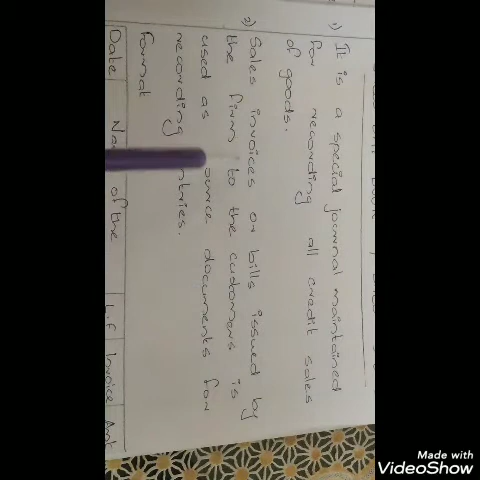 1) It is a special journal maintained
for recording all credit sales
of goods.
2) Sales invoices or bills issued by
the firm to the customers is
used as source documents for
recording entries.
Format
Date of the L.F Invoice Amt
Made with
VideoShow